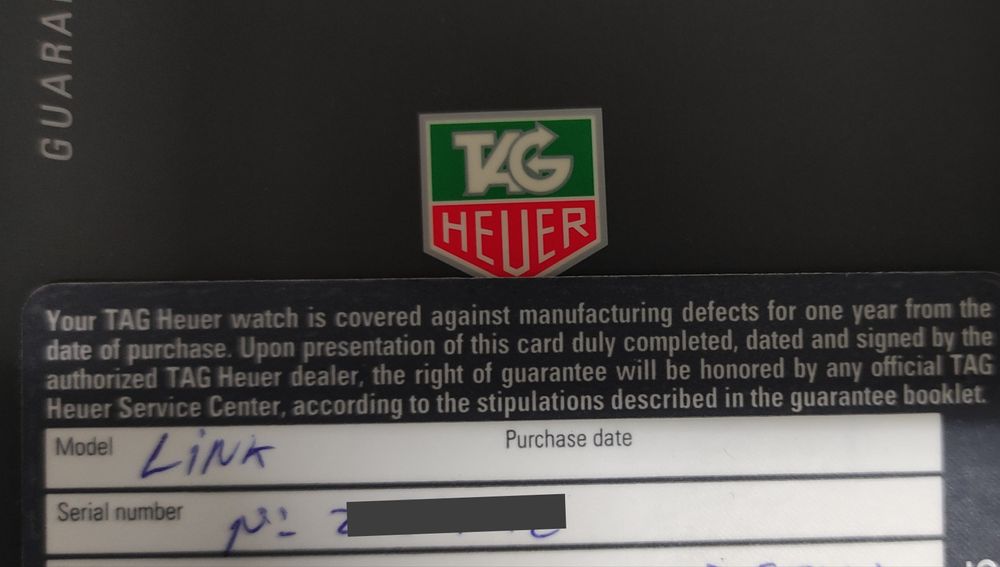 GUARA
TAG
HEUER
Your TAG Heuer watch is covered against manufacturing defects for one year from the
date of purchase. Upon presentation of this card duly completed, dated and signed by the
authorized TAG Heuer dealer, the right of guarantee will be honored by any official TAG
Heuer Service Center, according to the stipulations described in the guarantee booklet.
Model LiNK Purchase date
Serial number Nº: